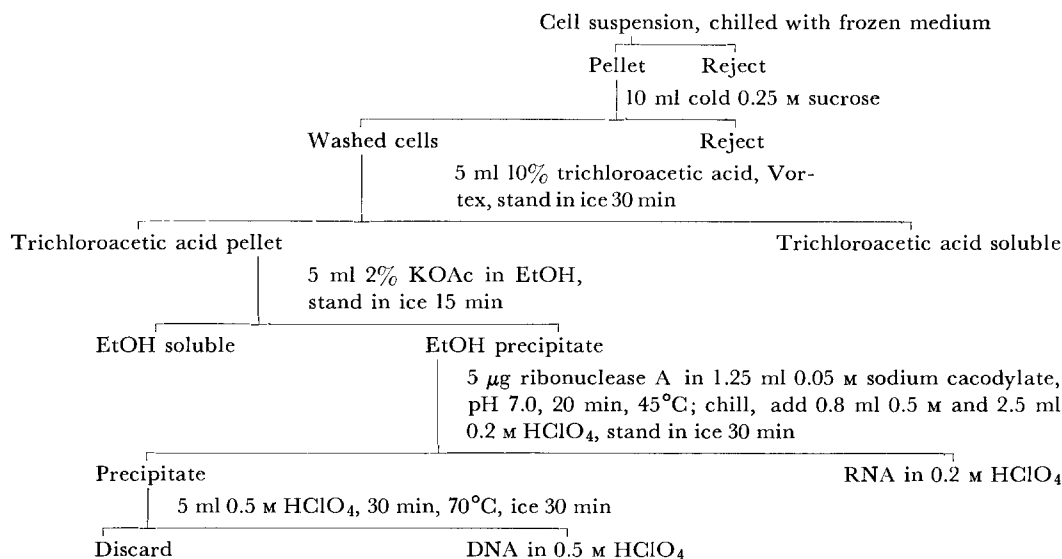 Cell suspension, chilled with frozen medium
Pellet Reject
10 ml cold 0.25 M sucrose
Washed cells Reject
5 ml 10% trichloroacetic acid, Vor-
tex, stand in ice 30 min
Trichloroacetic acid pellet Trichloroacetic acid soluble
5 ml 2% KOAc in EtOH,
stand in ice 15 min
EtOH soluble EtOH precipitate
5 μg ribonuclease A in 1.25 ml 0.05 M sodium cacodylate,
pH 7.0, 20 min, 45°C; chill, add 0.8 ml 0.5 M and 2.5 ml
0.2 M HClO4, stand in ice 30 min
Precipitate RNA in 0.2 M HClO4
5 ml 0.5 M HClO4, 30 min, 70°C, ice 30 min
Discard DNA in 0.5 M HClO4